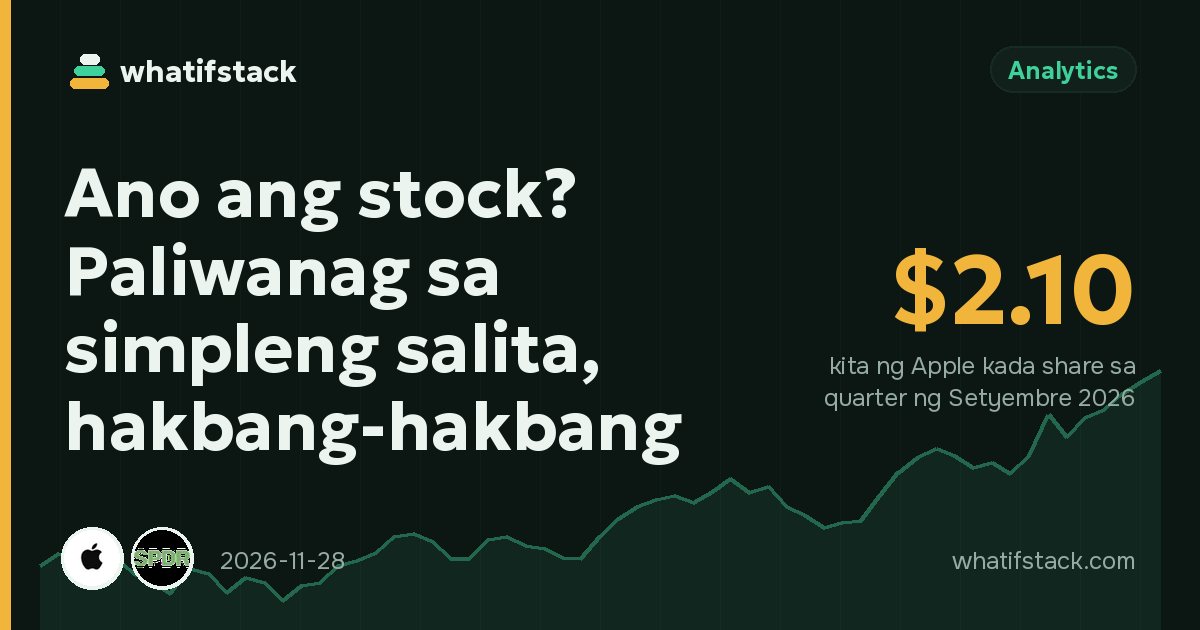 whatifstack
Analytics
Ano ang stock?
Paliwanag sa
simpleng salita,
hakbang-hakbang
$2.10
kita ng Apple kada share sa
quarter ng Setyembre 2026
SPDR
2026-11-28
whatifstack.com